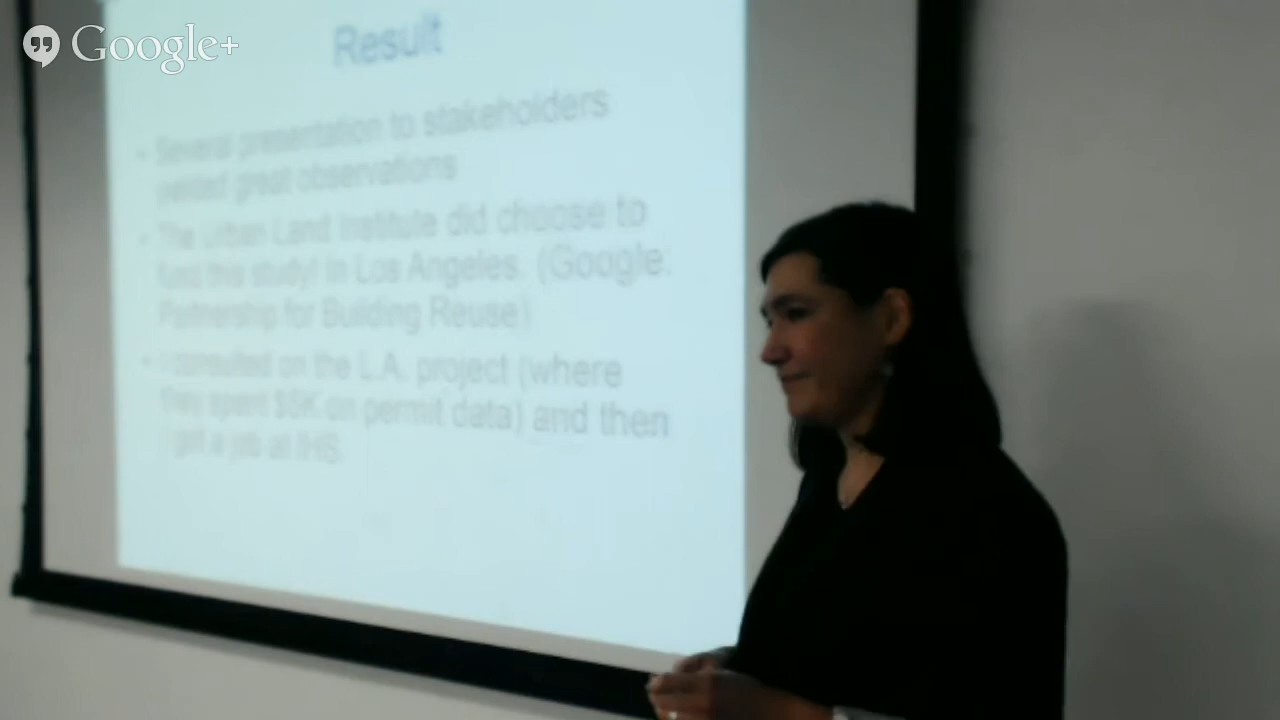 Google+
Result
Several presentation to stakeholders
yielded great observations
The Urban Land Institute did choose to
fund this study! In Los Angeles. (Google:
Partnership for Building Reuse)
I consulted on the L.A. project (where
they spent $5K on permit data) and then
I got a job at IHS.